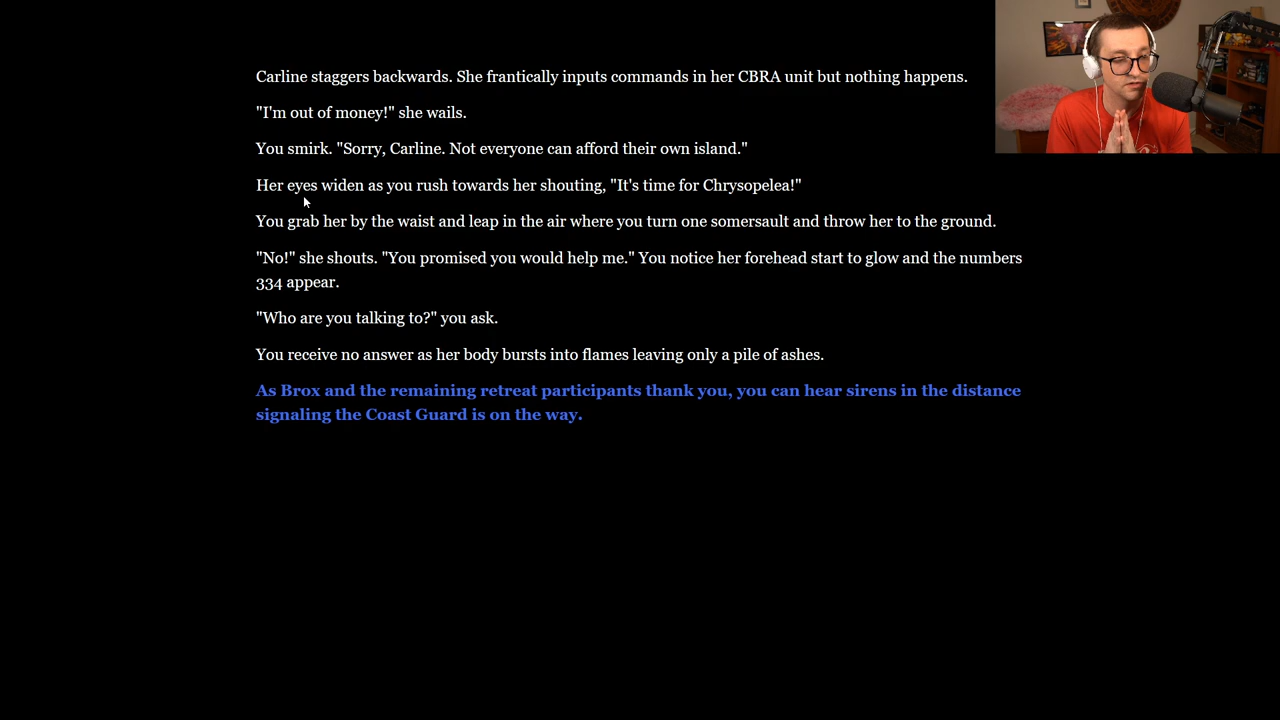 Carline staggers backwards. She frantically inputs commands in her CBRA unit but nothing happens.
"I'm out of money!" she wails.
You smirk. "Sorry, Carline. Not everyone can afford their own island."
Her eyes widen as you rush towards her shouting, "It's time for Chrysopelea!"
You grab her by the waist and leap in the air where you turn one somersault and throw her to the ground.
"No!" she shouts. "You promised you would help me." You notice her forehead start to glow and the numbers
334 appear.
"Who are you talking to?" you ask.
You receive no answer as her body bursts into flames leaving only a pile of ashes.
As Brox and the remaining retreat participants thank you, you can hear sirens in the distance
signaling the Coast Guard is on the way.